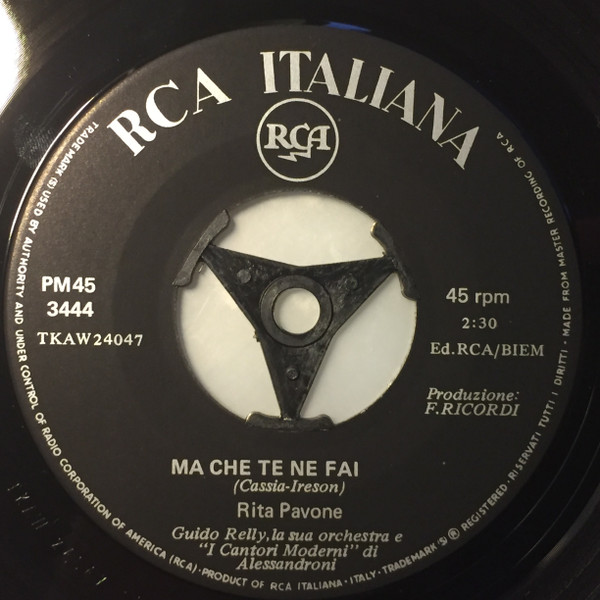 RCA ITALIANA
RCA
PM45
3444
TKAW24047
45 rpm
2:30
Ed.RCA/BIEM
Produzione:
F.RICORDI
MA CHE TE NE FAI
(Cassia-Ireson)
Rita Pavone
Guido Relly, la sua orchestra e
"I Cantori Moderni" di
Alessandroni
TRADEMARK (S) USED BY AUTHORITY AND UNDER CONTROL OF RADIO CORPORATION OF AMERICA (RCA) · PRODUCT OF RCA ITALIANA · ITALY · TRADEMARK (S) ® REGISTERED · RISERVATI TUTTI I DIRITTI · MADE FROM MASTER RECORDING OF RCA